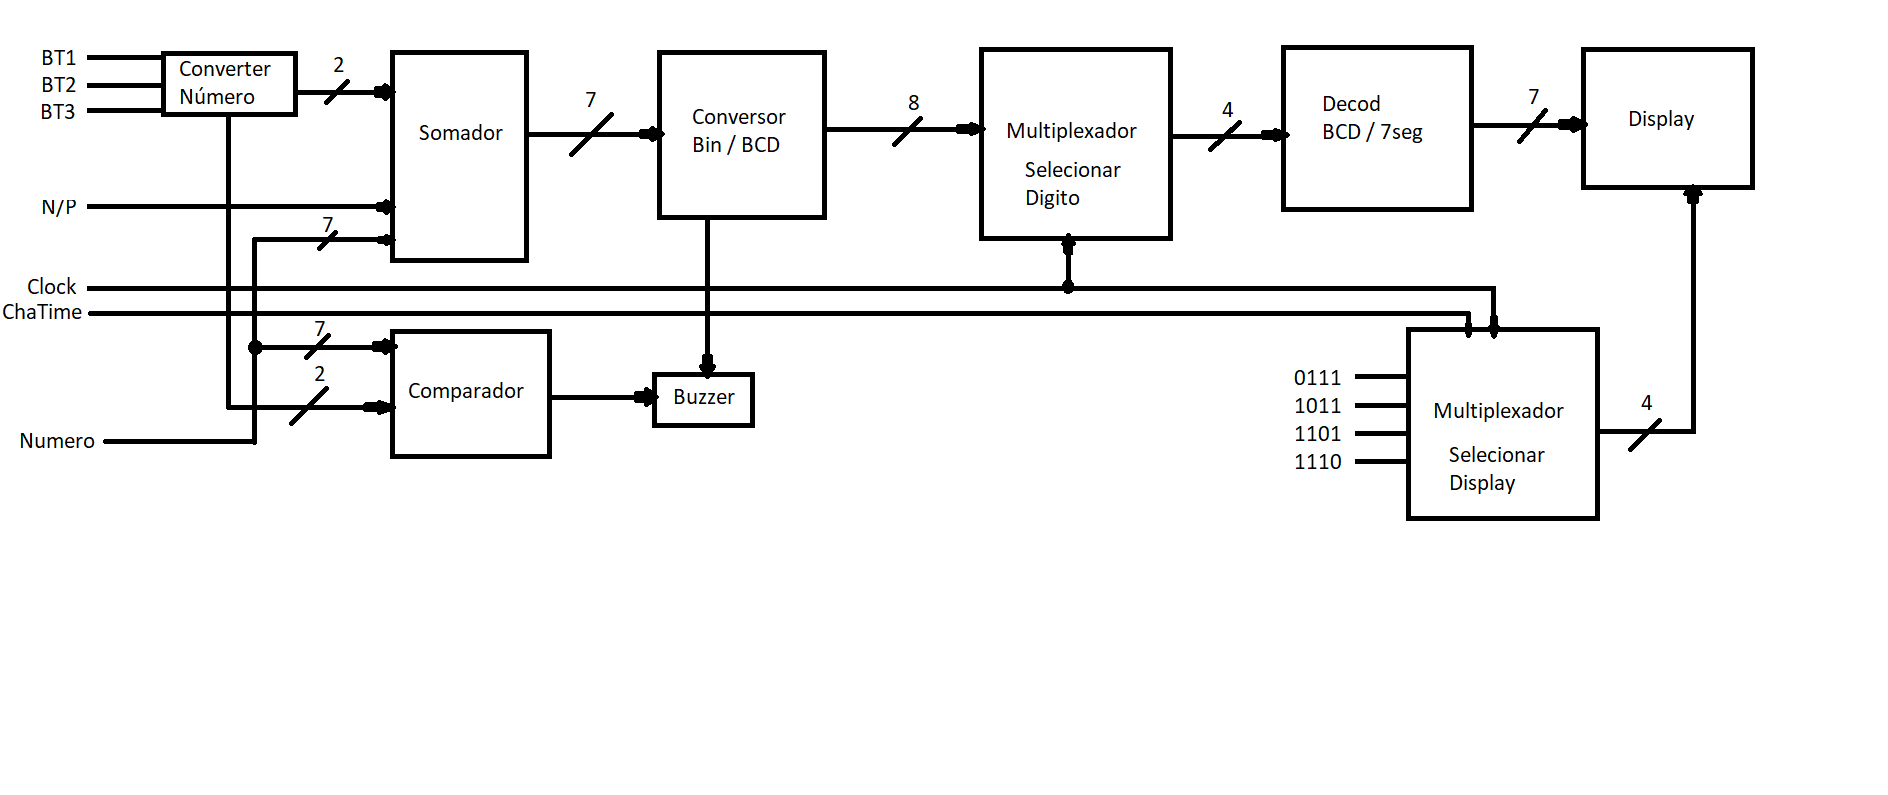 BT1
BT2
BT3
Converter
Número
2
Somador
7
Conversor
Bin / BCD
8
Multiplexador
Selecionar
Digito
4
Decod
BCD / 7seg
7
Display
N/P
7
Clock
ChaTime
7
2
Comparador
Buzzer
Numero
0111
1011
1101
1110
Multiplexador
Selecionar
Display
4